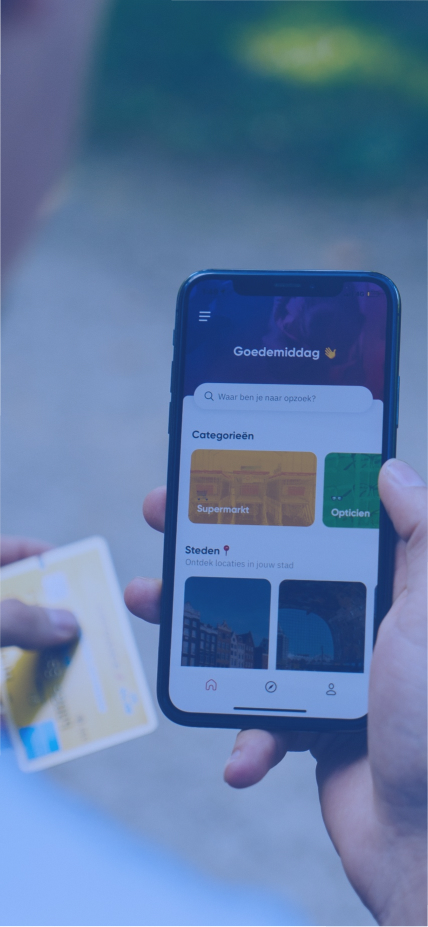 Goedemiddag 👋
Waar ben je naar opzoek?
Categorieën
Supermarkt
Opticien
Steden 📍
Ontdek locaties in jouw stad